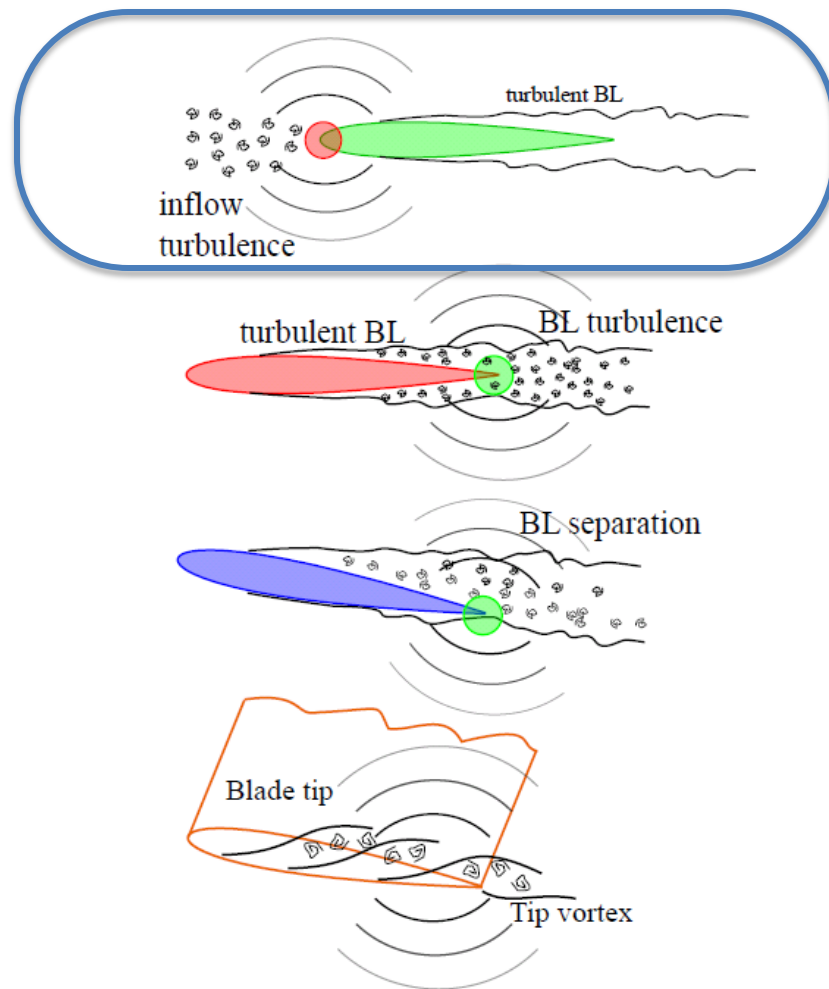 turbulent BL
inflow
turbulence
turbulent BL
BL turbulence
BL separation
Blade tip
Tip vortex